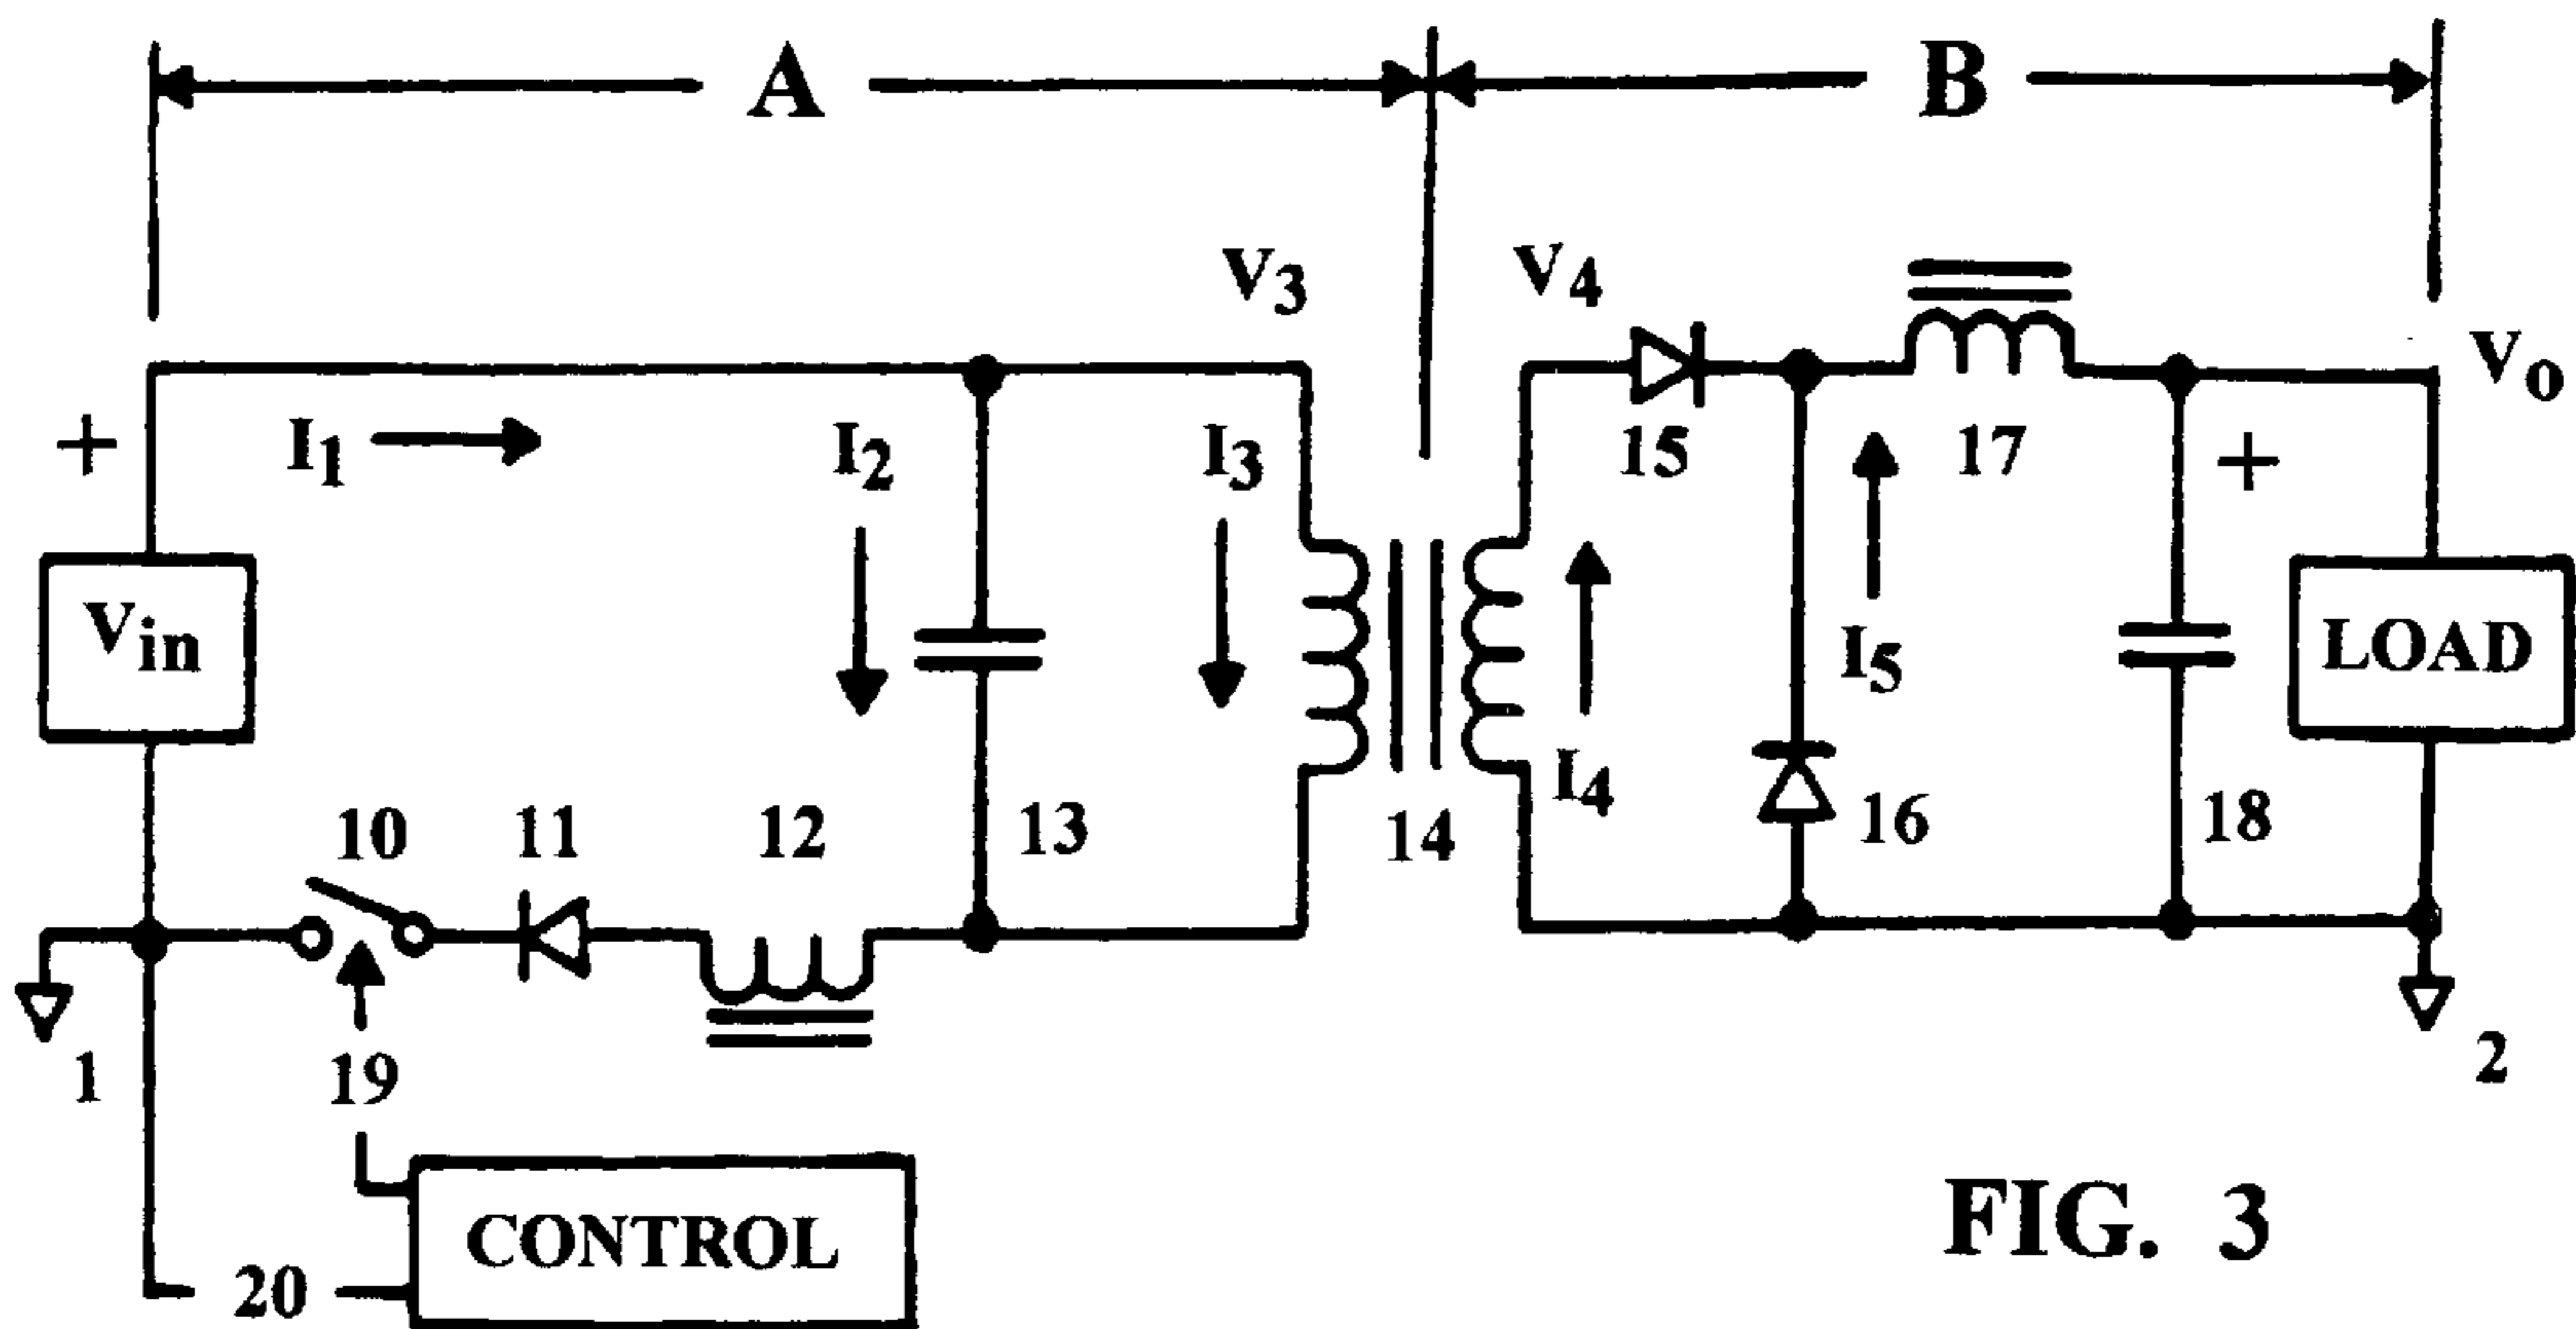 A B
V3 V4
Vo
+ I1 I2 I3 15 17 +
Vin I5 LOAD
I4
10 11 12 13 14 16 18
1 19 2
CONTROL
20
FIG. 3